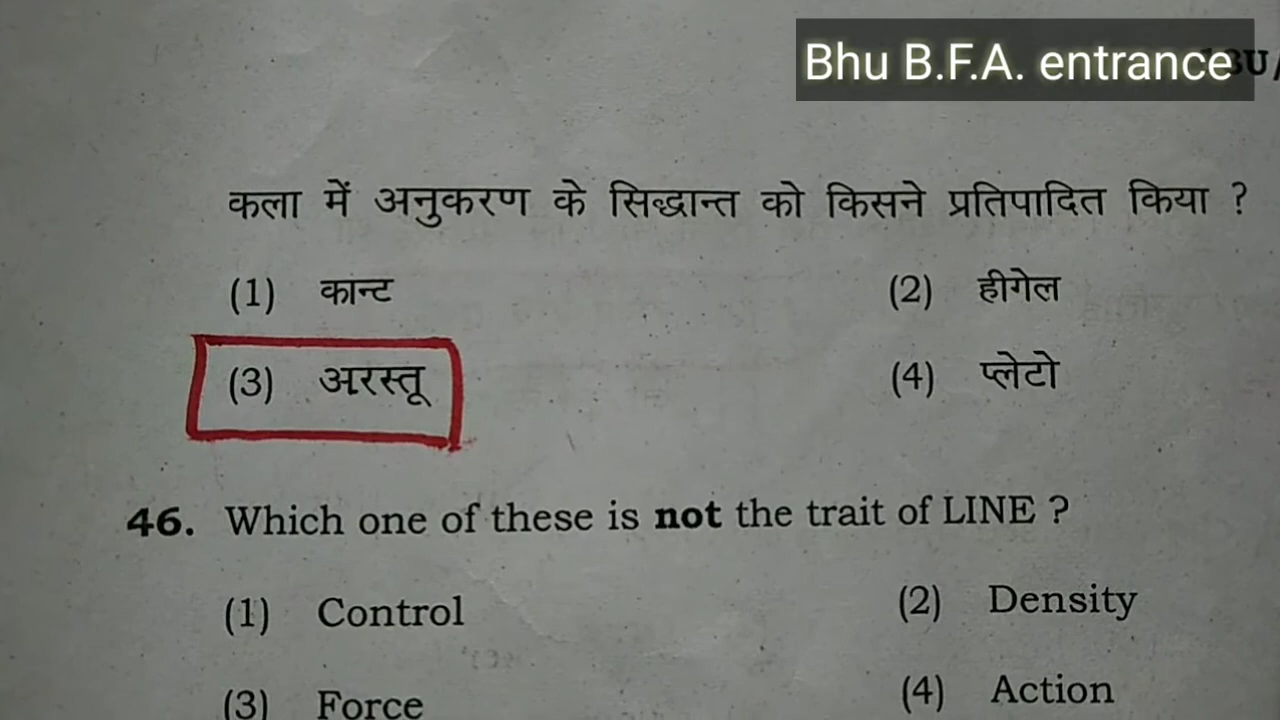 Bhu B.F.A. entrance
कला में अनुकरण के सिद्धान्त को किसने प्रतिपादित किया ?
(1) कान्ट (2) हीगेल
(3) अरस्तू (4) प्लेटो
46. Which one of these is not the trait of LINE ?
(1) Control (2) Density
(3) Force (4) Action